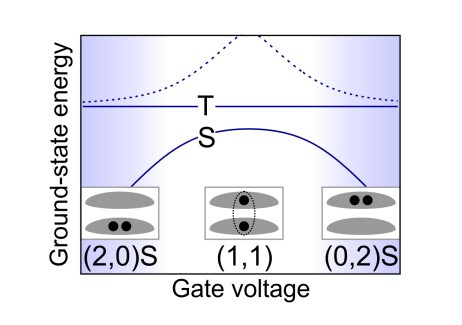 Ground-state energy
T
S
(2,0)S
(1,1)
(0,2)S
Gate voltage